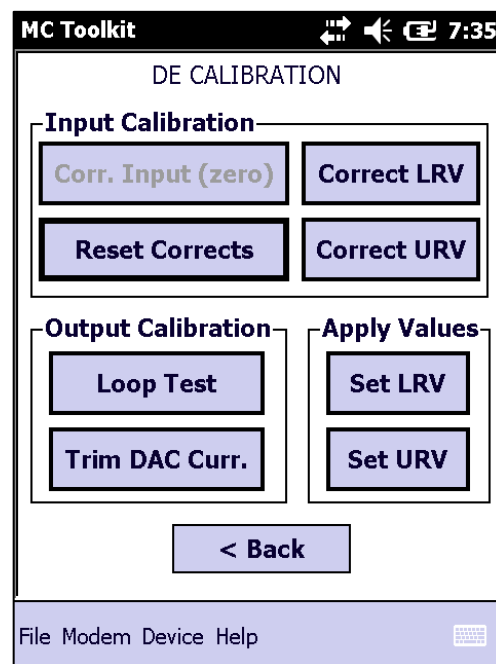 MC Toolkit 7:35
DE CALIBRATION
Input Calibration
Corr. Input (zero) Correct LRV
Reset Corrects Correct URV
Output Calibration Apply Values
Loop Test Set LRV
Trim DAC Curr. Set URV
< Back
File Modem Device Help